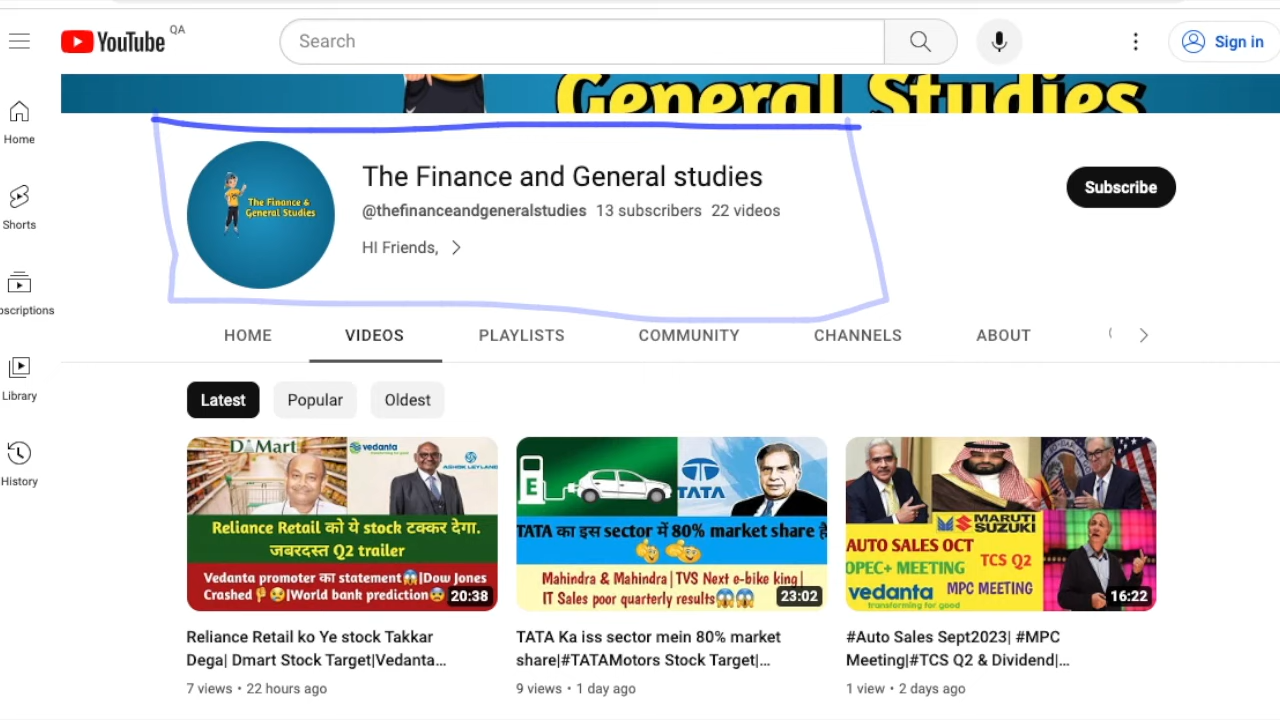 YouTube QA
Search
Sign in
General Studies
Home
Shorts
bscriptions
Library
History
The Finance &
General Studies
The Finance and General studies
@thefinanceandgeneralstudies 13 subscribers 22 videos
HI Friends,
Subscribe
HOME VIDEOS PLAYLISTS COMMUNITY CHANNELS ABOUT
Latest Popular Oldest
DMart
vedanta
transforming for good
ASHOK LEYLAND
Reliance Retail को ये stock टक्कर देगा.
जबरदस्त Q2 trailer
Vedanta promoter का statement😱|Dow Jones
Crashed👎😭|World bank prediction😰
20:38
E
TATA
TATA का इस sector में 80% market share है
Mahindra & Mahindra|TVS Next e-bike king|
IT Sales poor quarterly results😱😱
23:02
MARUTI
SUZUKI
AUTO SALES OCT
OPEC+ MEETING
TCS Q2
vedanta
transforming for good
MPC MEETING
16:22
Reliance Retail ko Ye stock Takkar
Dega| Dmart Stock Target|Vedanta...
7 views • 22 hours ago
TATA Ka iss sector mein 80% market
share|#TATAMotors Stock Target|...
9 views • 1 day ago
#Auto Sales Sept2023| #MPC
Meeting|#TCS Q2 & Dividend|...
1 view • 2 days ago